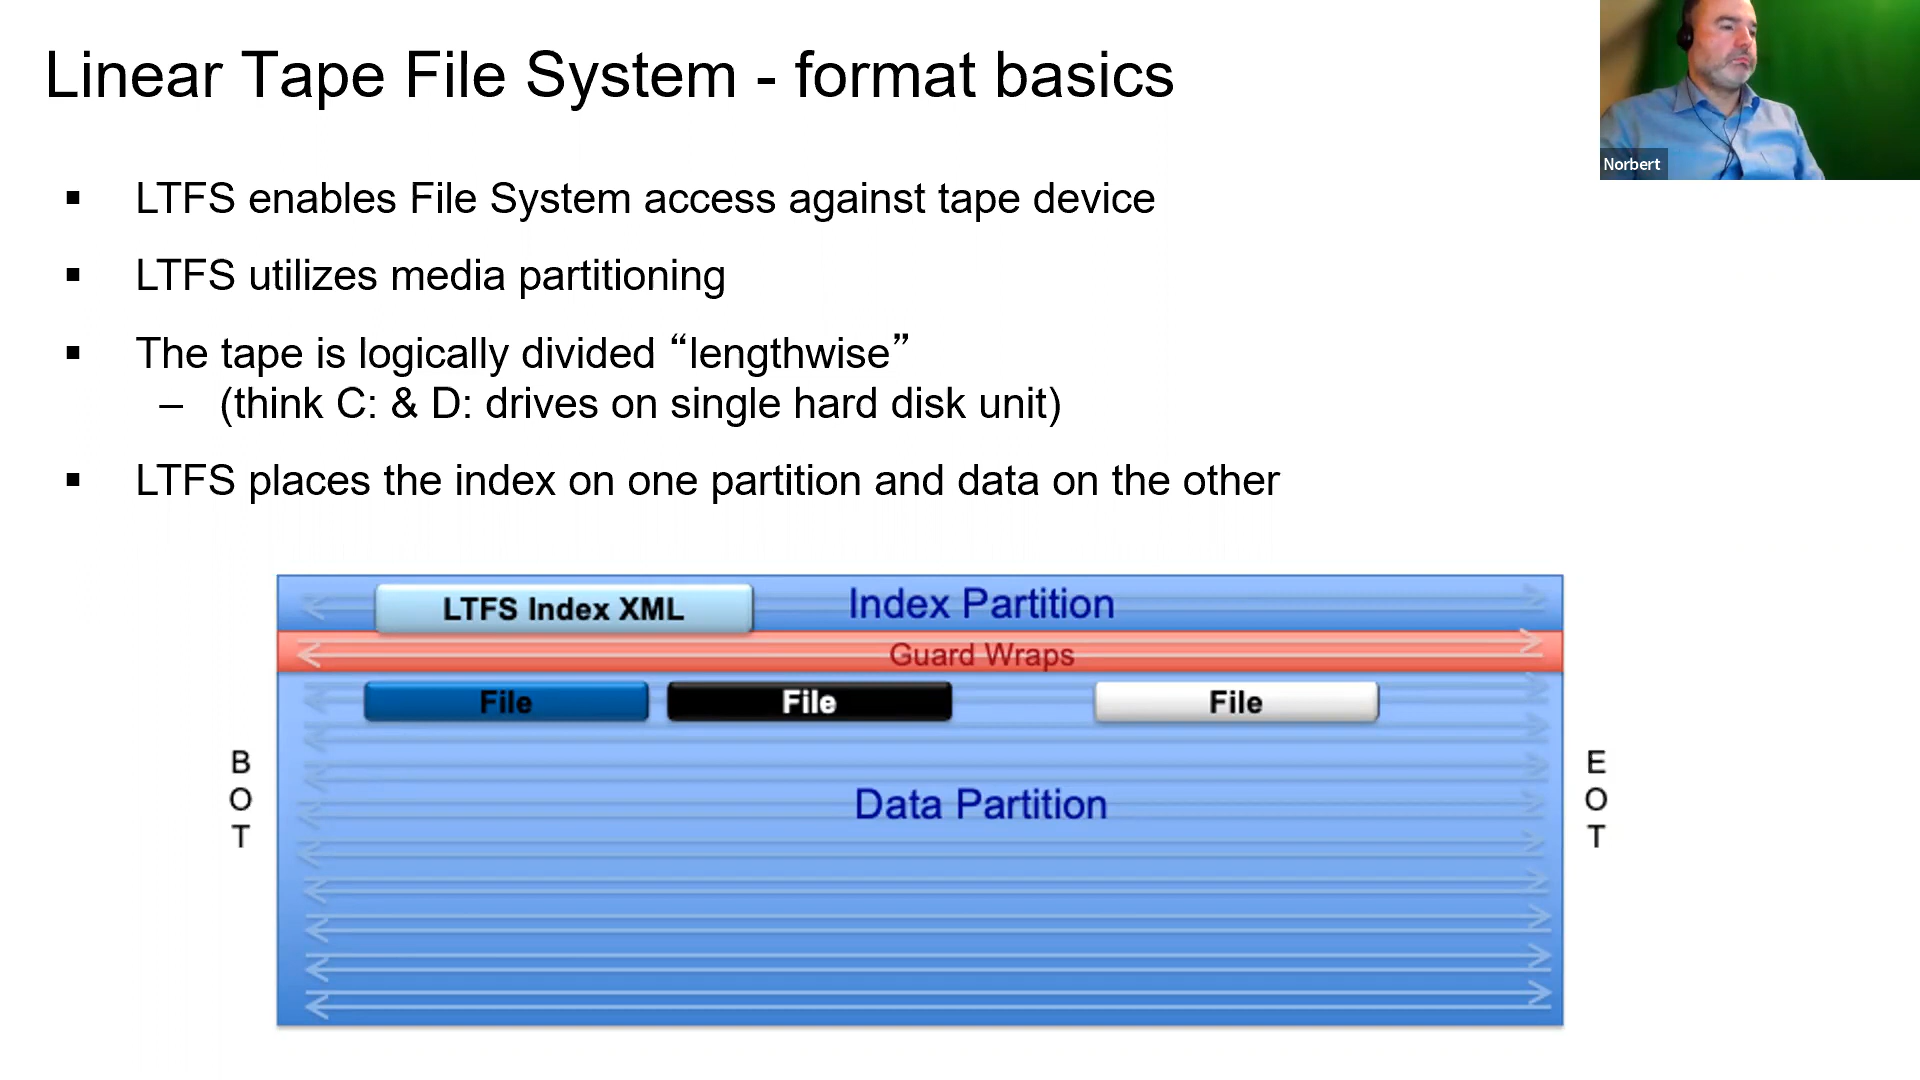 Linear Tape File System - format basics
Norbert
▪ LTFS enables File System access against tape device
▪ LTFS utilizes media partitioning
▪ The tape is logically divided “lengthwise”
– (think C: & D: drives on single hard disk unit)
▪ LTFS places the index on one partition and data on the other
LTFS Index XML
Index Partition
Guard Wraps
File File File
BOT
Data Partition
EOT